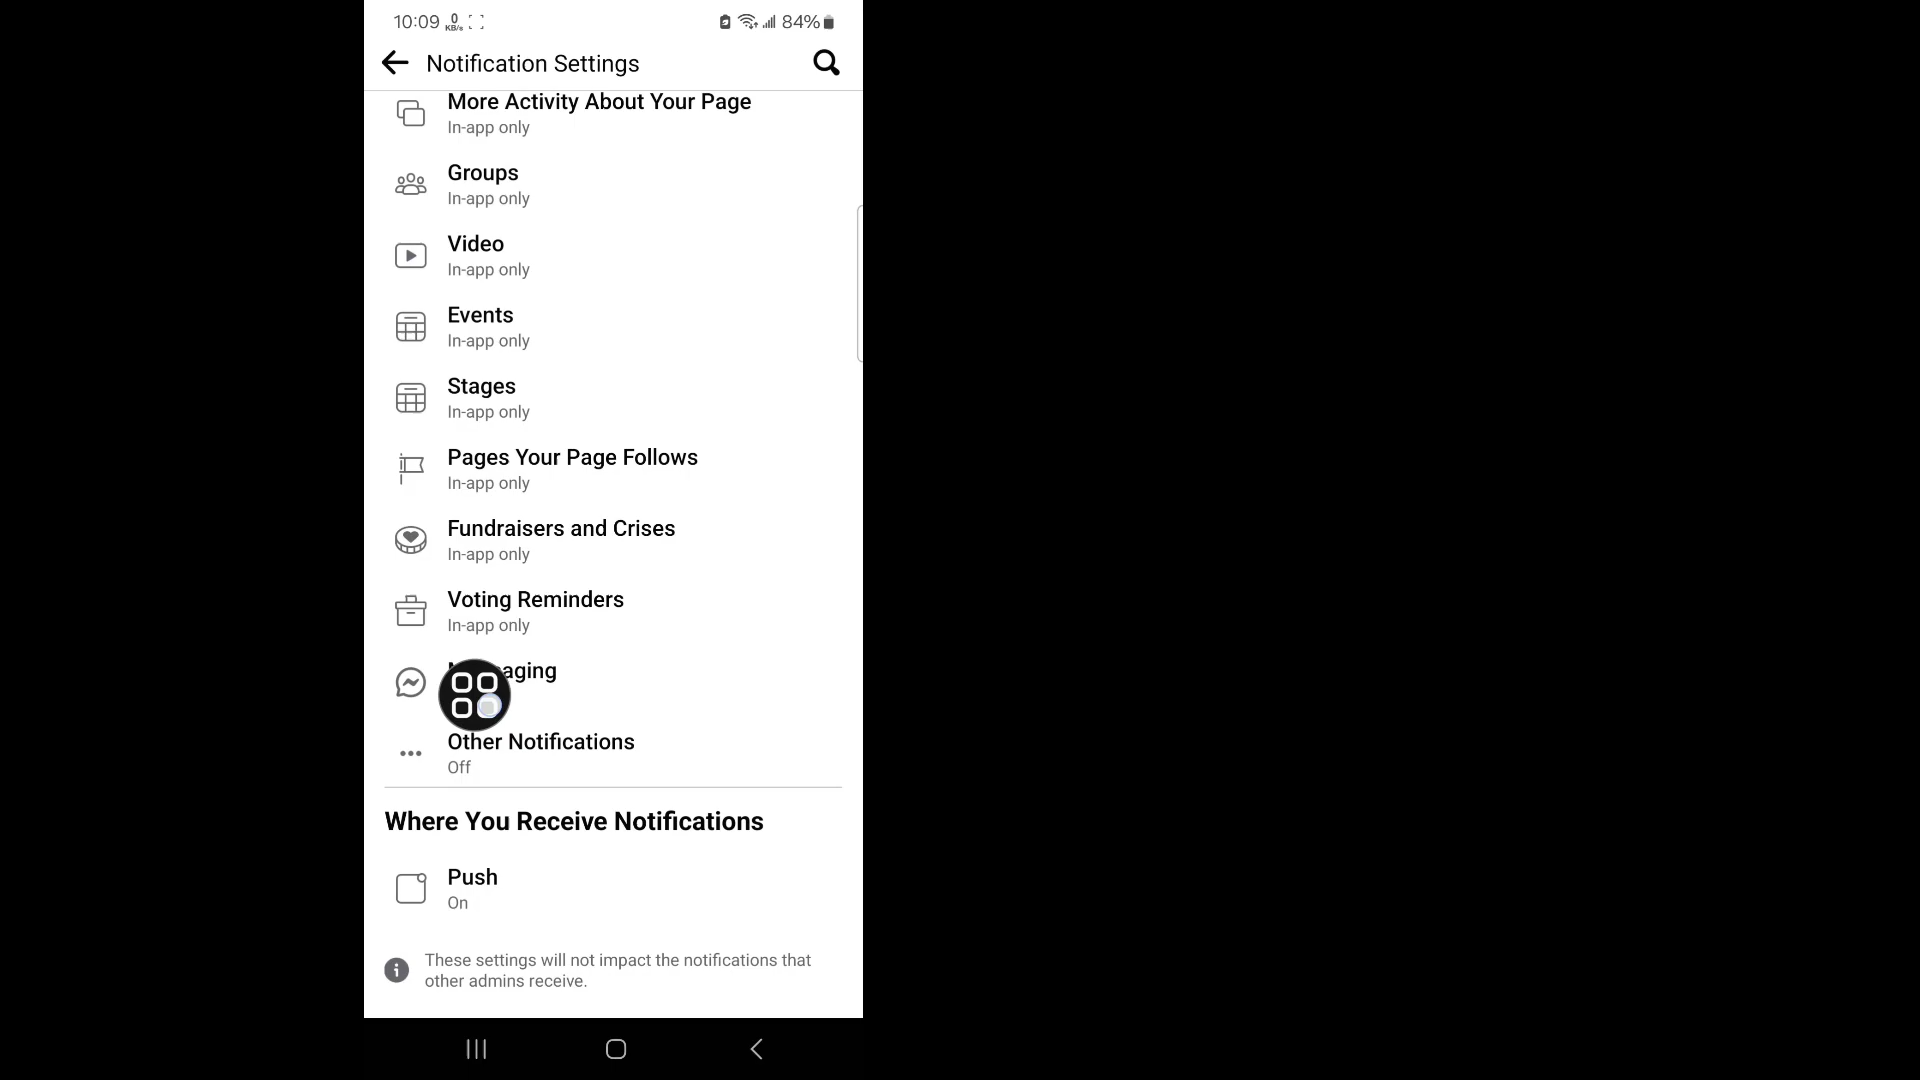 10:09 0 KB/s 84%
Notification Settings
More Activity About Your Page
In-app only
Groups
In-app only
Video
In-app only
Events
In-app only
Stages
In-app only
Pages Your Page Follows
In-app only
Fundraisers and Crises
In-app only
Voting Reminders
In-app only
aging
Other Notifications
Off
Where You Receive Notifications
Push
On
These settings will not impact the notifications that
other admins receive.